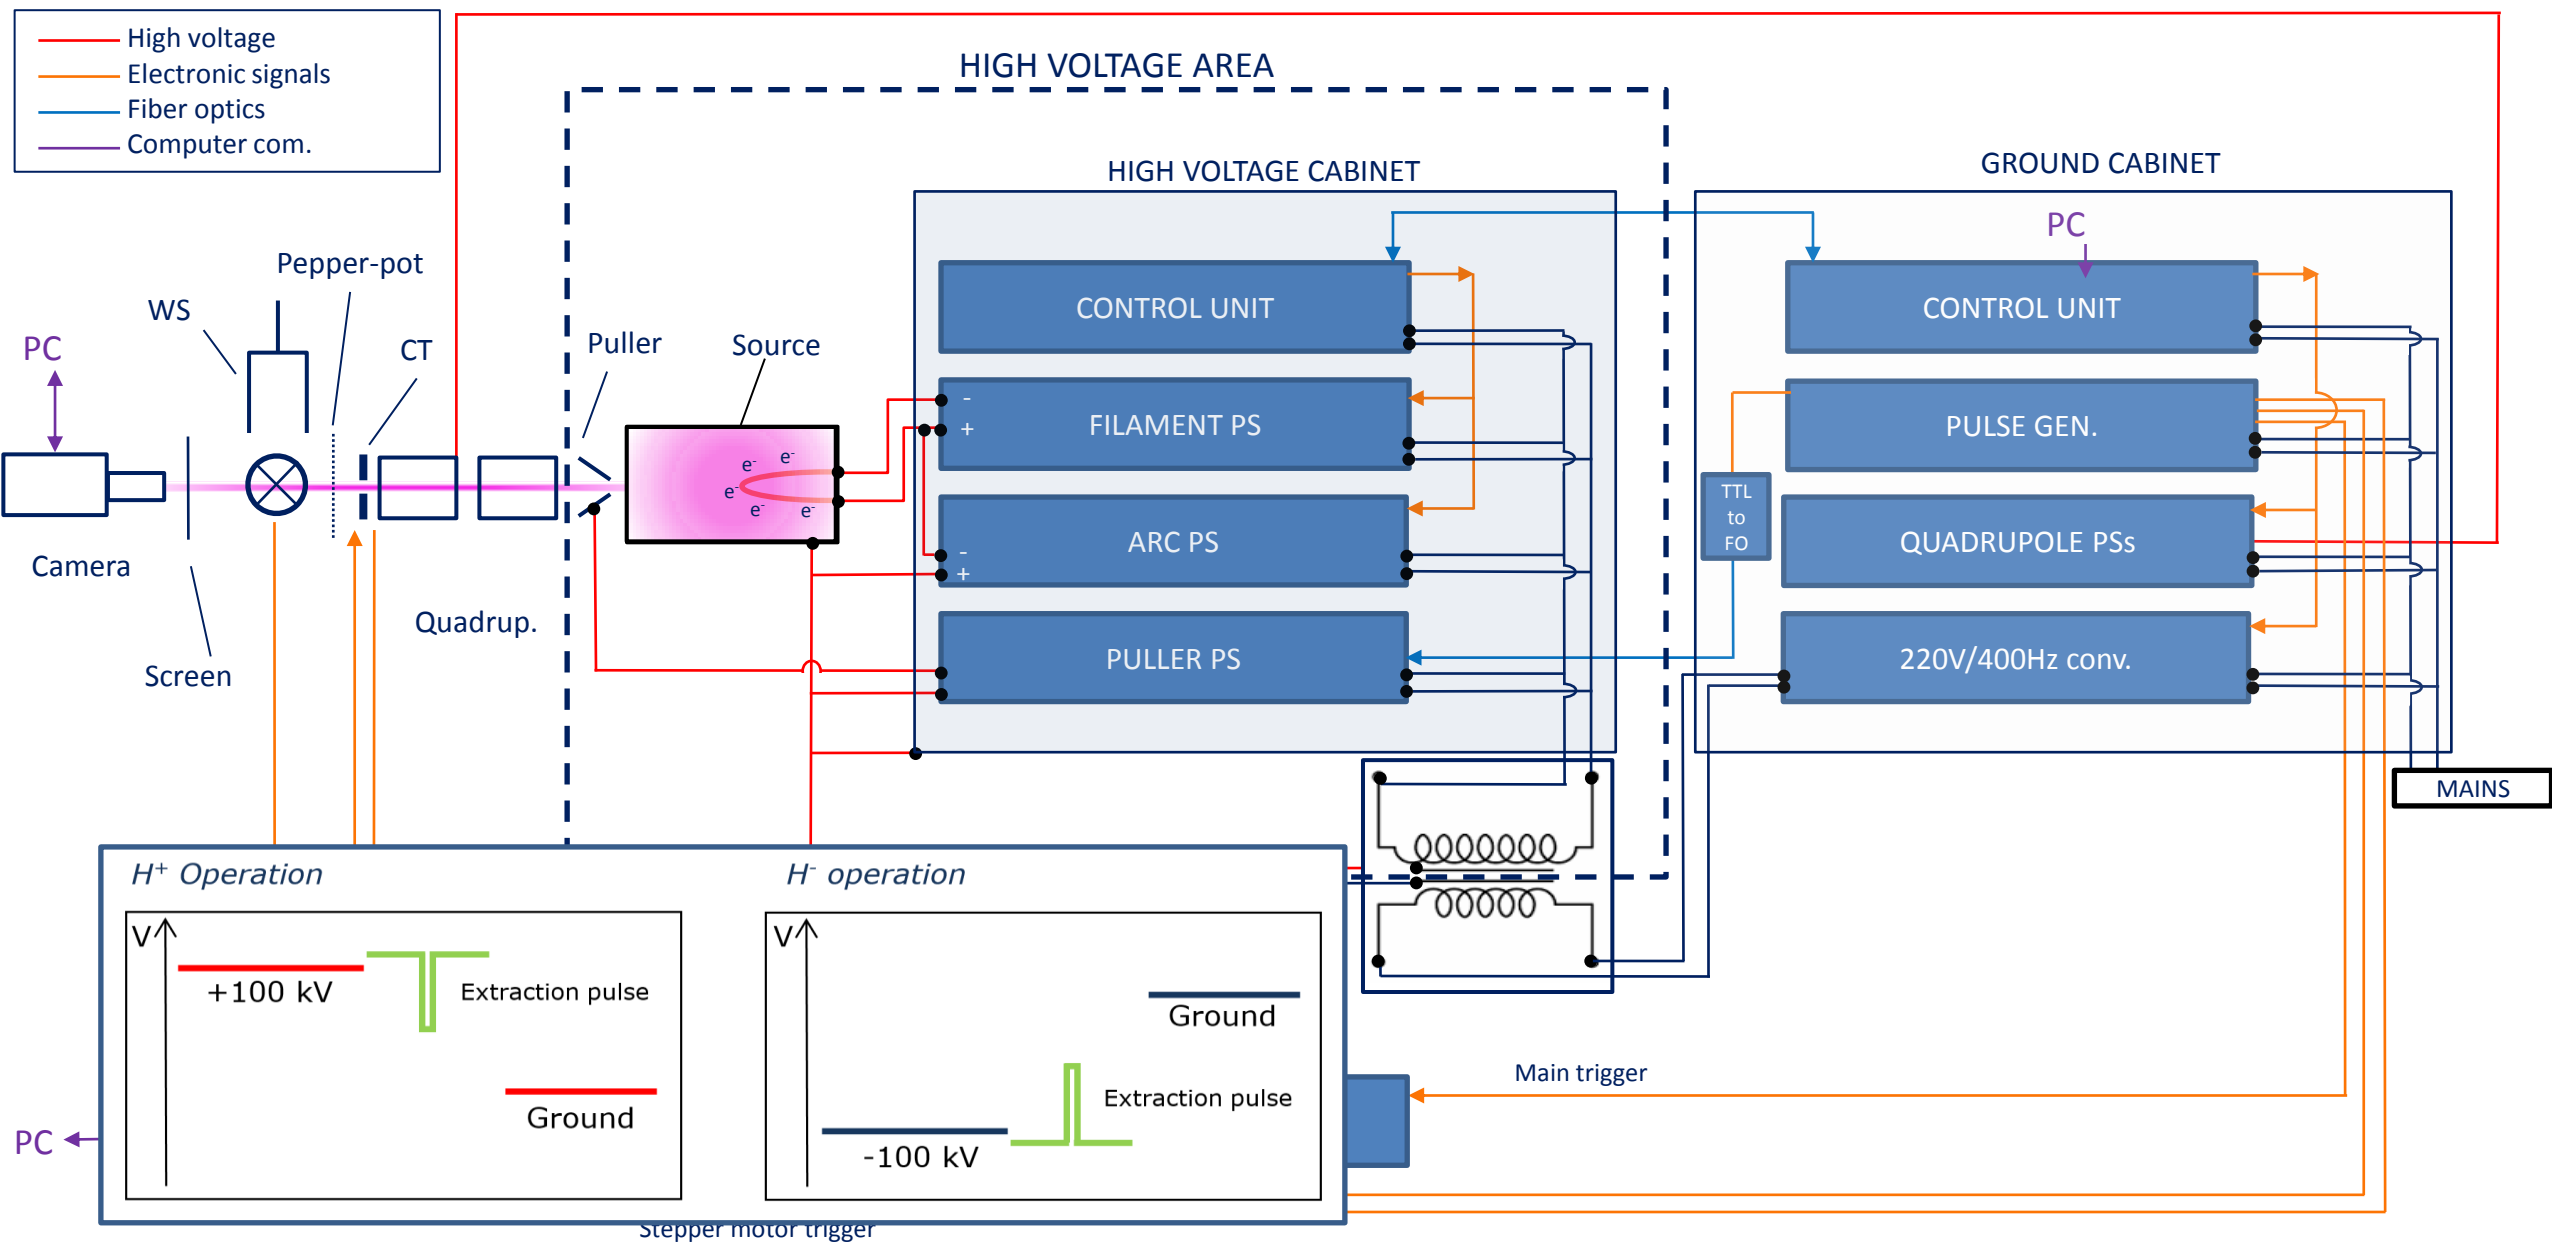 High voltage
Electronic signals
Fiber optics
Computer com.
HIGH VOLTAGE AREA
HIGH VOLTAGE CABINET
GROUND CABINET
PC
Pepper-pot
WS
CT
Puller
Source
PC
CONTROL UNIT
CONTROL UNIT
-
+
FILAMENT PS
PULSE GEN.
e-
e-
e-
e-
e-
TTL
to
FO
-
+
ARC PS
QUADRUPOLE PSs
Camera
Quadrup.
Screen
PULLER PS
220V/400Hz conv.
MAINS
H+ Operation
H- operation
V
+100 kV
Extraction pulse
Ground
V
Ground
Extraction pulse
-100 kV
Main trigger
PC
Stepper motor trigger